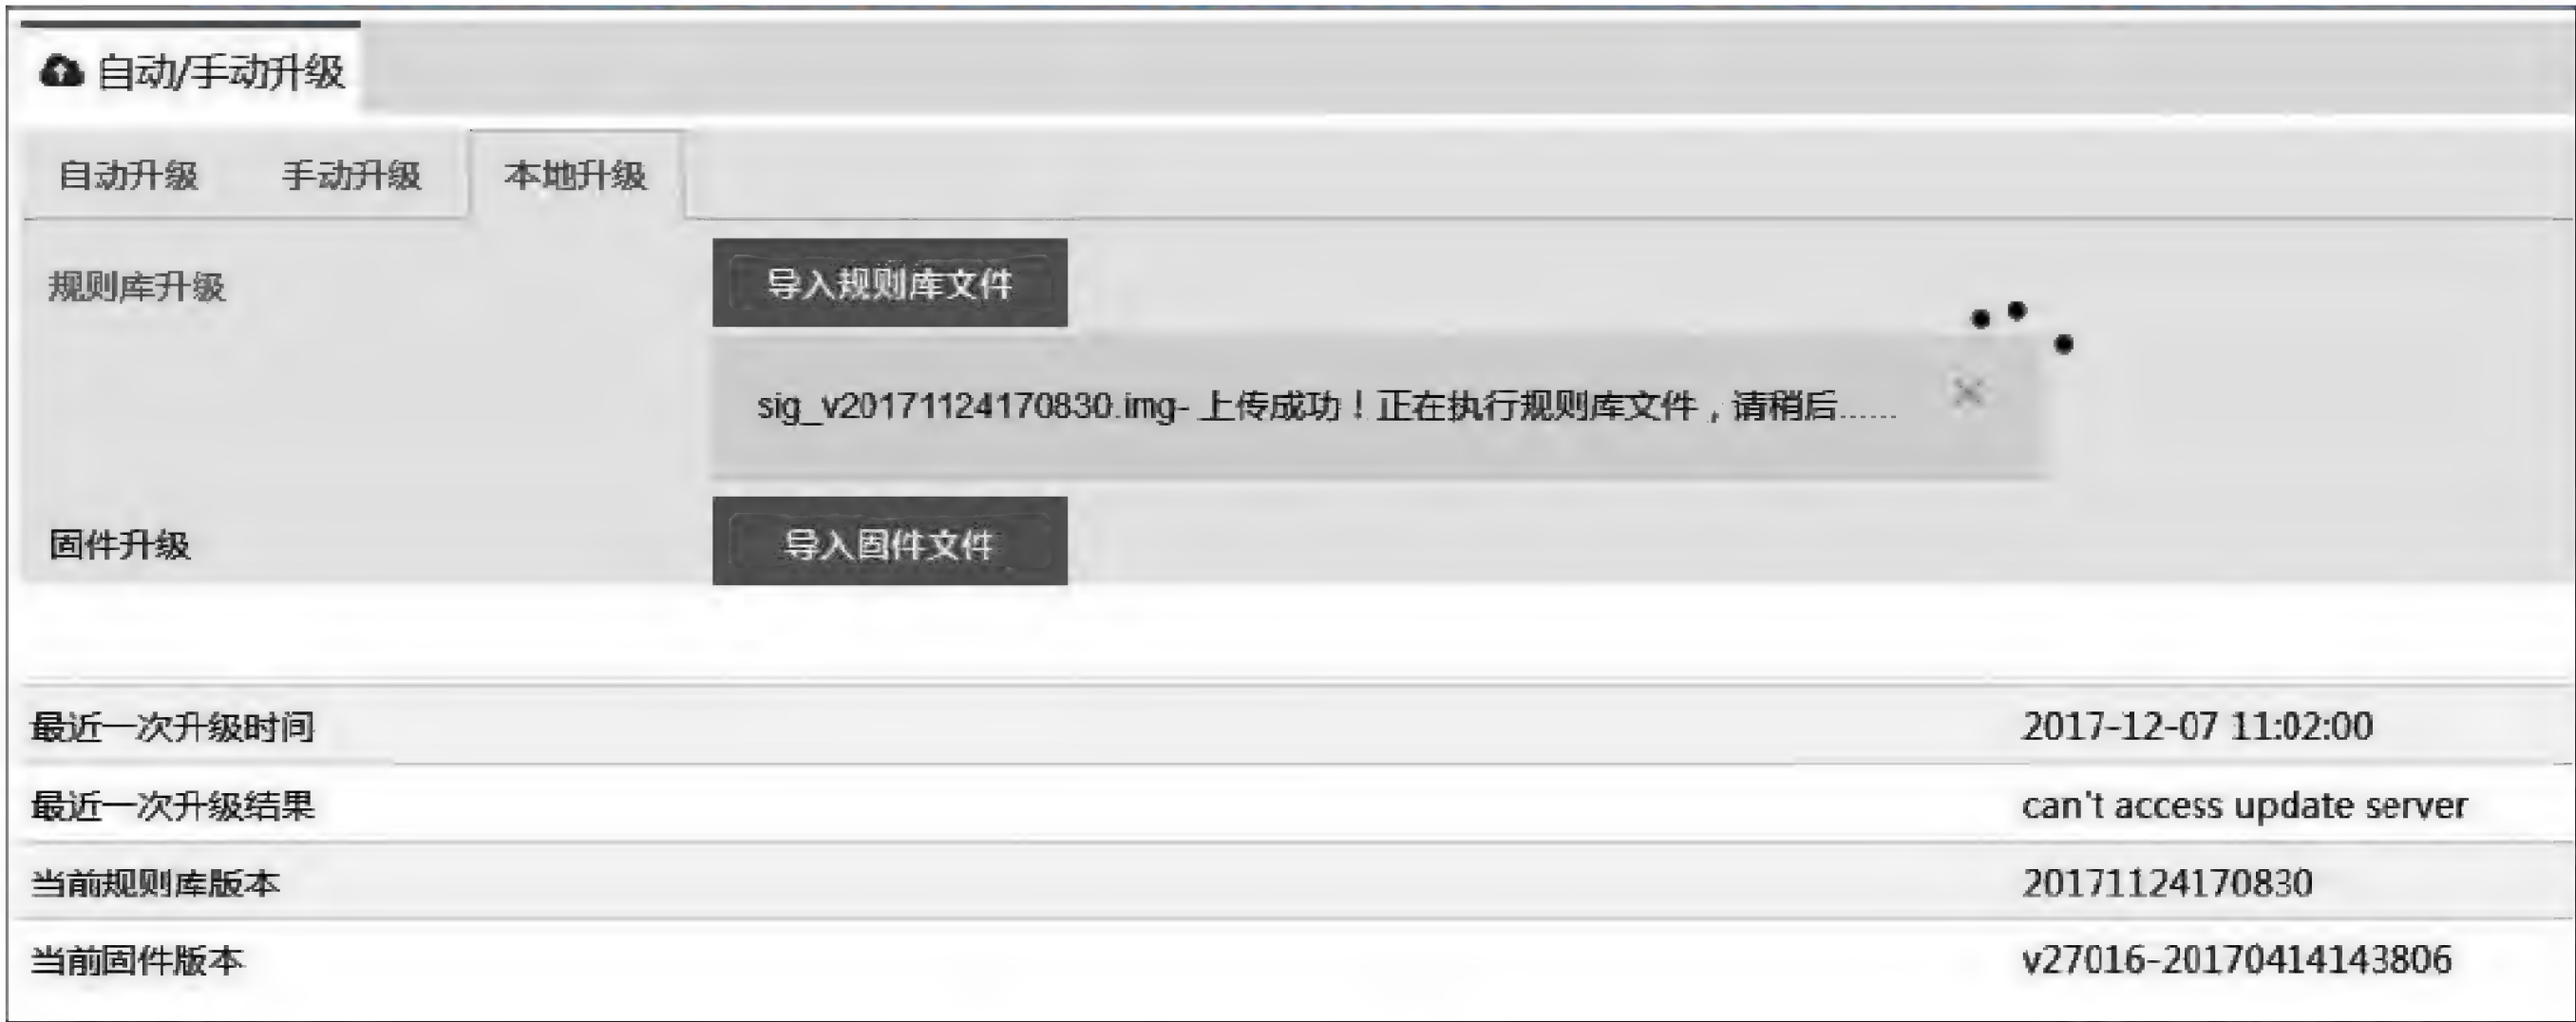 自动/手动升级
自动升级 手动升级 本地升级
规则库升级 导入规则库文件
sig_v20171124170830.img- 上传成功！正在执行规则库文件，请稍后……
固件升级 导入固件文件
最近一次升级时间 2017-12-07 11:02:00
最近一次升级结果 can't access update server
当前规则库版本 20171124170830
当前固件版本 v27016-20170414143806